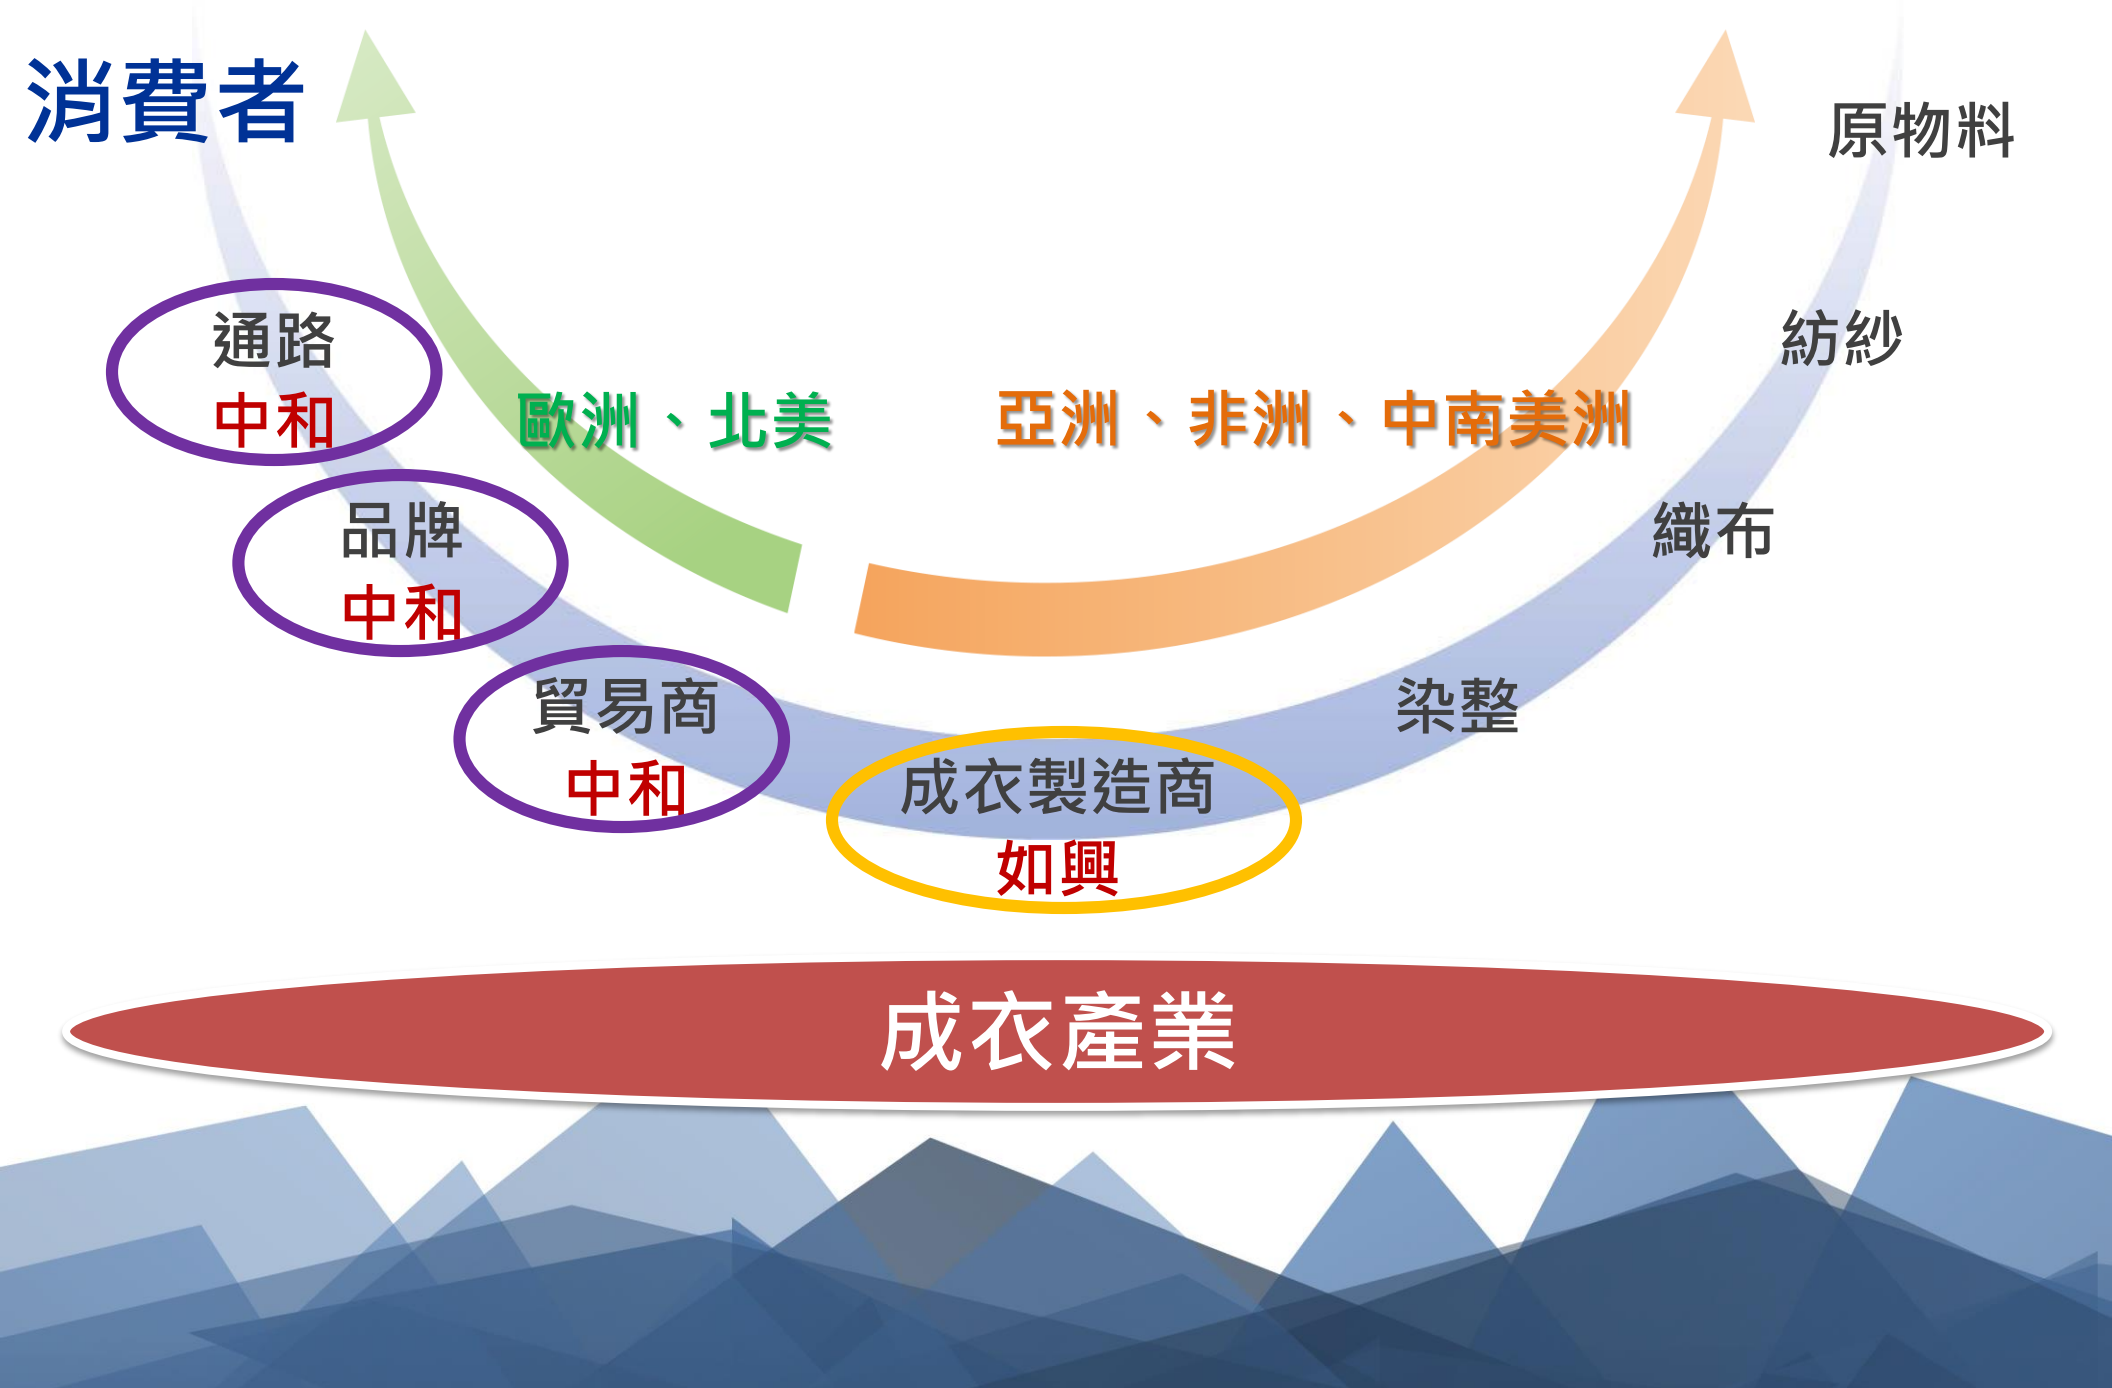 消費者
原物料
通路
中和
紡紗
歐洲、北美
亞洲、非洲、中南美洲
品牌
中和
織布
貿易商
中和
染整
成衣製造商
如興
成衣產業